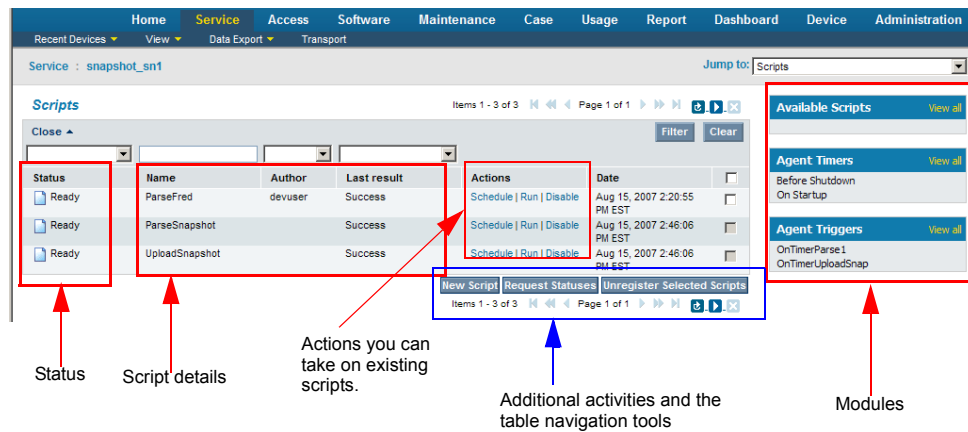 Home Service Access Software Maintenance Case Usage Report Dashboard Device Administration
Recent Devices View Data Export Transport
Service : snapshot_sn1
Jump to: Scripts
Scripts
Items 1 - 3 of 3 Page 1 of 1
Close
Filter Clear
Status Name Author Last result Actions Date
Ready ParseFred devuser Success Schedule | Run | Disable Aug 15, 2007 2:20:55 PM EST
Ready ParseSnapshot Success Schedule | Run | Disable Aug 15, 2007 2:46:06 PM EST
Ready UploadSnapshot Success Schedule | Run | Disable Aug 15, 2007 2:46:06 PM EST
New Script Request Statuses Unregister Selected Scripts
Items 1 - 3 of 3 Page 1 of 1
Available Scripts View all
Agent Timers View all
Before Shutdown
On Startup
Agent Triggers View all
OnTimerParse1
OnTimerUploadSnap
Status
Script details
Actions you can
take on existing
scripts.
Additional activities and the
table navigation tools
Modules